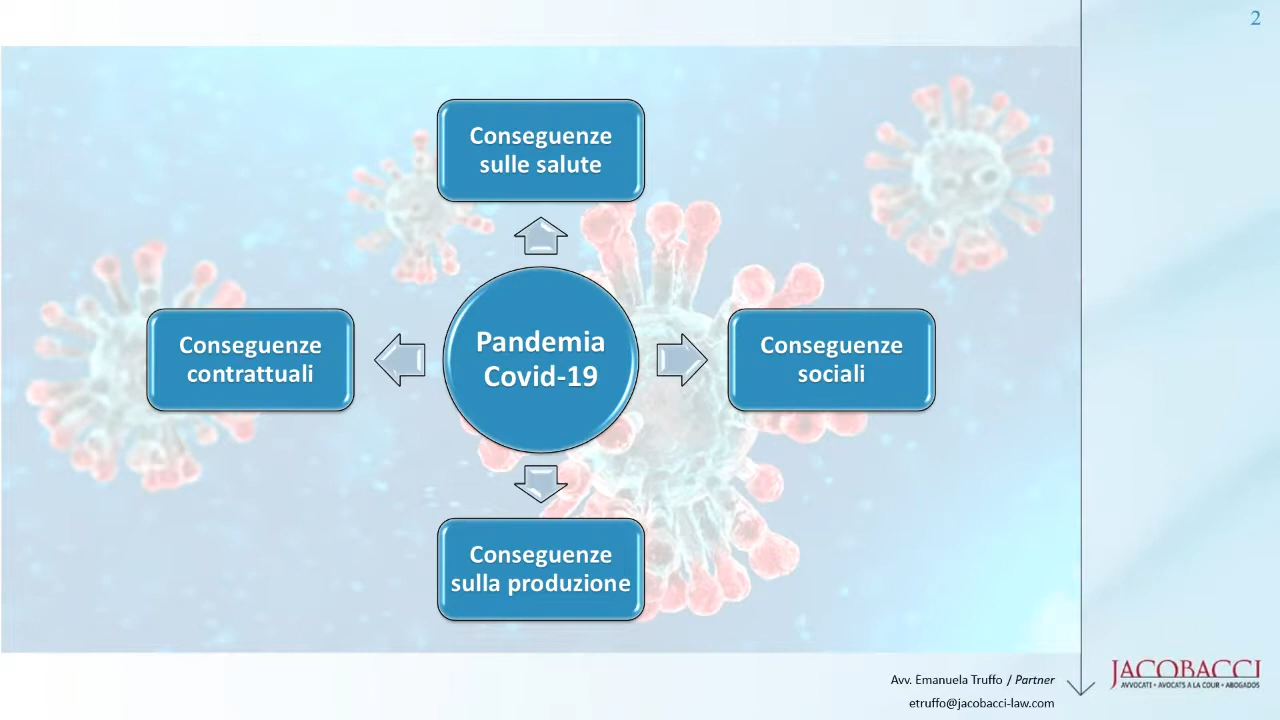 2
Conseguenze
sulle salute
Conseguenze
contrattuali
Pandemia
Covid-19
Conseguenze
sociali
Conseguenze
sulla produzione
Avv. Emanuela Truffo / Partner
etruffo@jacobacci-law.com
JACOBACCI
AVVOCATI • AVOCATS A LA COUR • ABOGADOS